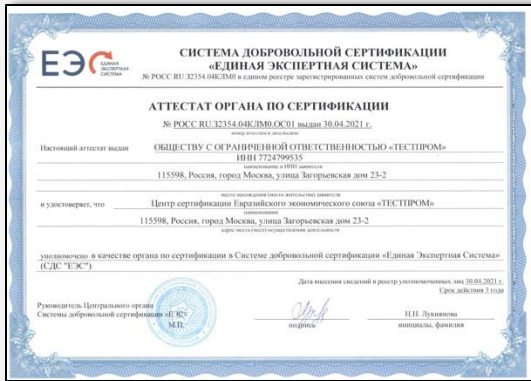 ЕЭС ЕДИНАЯ
ЭКСПЕРТНАЯ
СИСТЕМА
СИСТЕМА ДОБРОВОЛЬНОЙ СЕРТИФИКАЦИИ
«ЕДИНАЯ ЭКСПЕРТНАЯ СИСТЕМА»
№ РОСС RU.32354.04КЛМ0 в едином реестре зарегистрированных систем добровольной сертификации
АТТЕСТАТ ОРГАНА ПО СЕРТИФИКАЦИИ
№ РОСС RU.32354.04КЛМ0.ОС01 выдан 30.04.2021 г.
номер аттестата и дата выдачи
Настоящий аттестат выдан ОБЩЕСТВУ С ОГРАНИЧЕННОЙ ОТВЕТСТВЕННОСТЬЮ «ТЕСТПРОМ»
ИНН 7724799535
наименование и ИНН заявителя
115598, Россия, город Москва, улица Загорьевская дом 23-2
место нахождения (место жительства) заявителя
и удостоверяет, что Центр сертификации Евразийского экономического союза «ТЕСТПРОМ»
наименование
115598, Россия, город Москва, улица Загорьевская дом 23-2
адрес места (мест) осуществления деятельности
уполномочено в качестве органа по сертификации в Системе добровольной сертификации «Единая Экспертная Система»
(СДС "ЕЭС")
Дата внесения сведений в реестр уполномоченных лиц 30.04.2021 г.
Срок действия 3 года
Руководитель Центрального органа
Системы добровольной сертификации «ЕЭС»
М.П.
подпись
Н.Н. Лукиянова
инициалы, фамилия